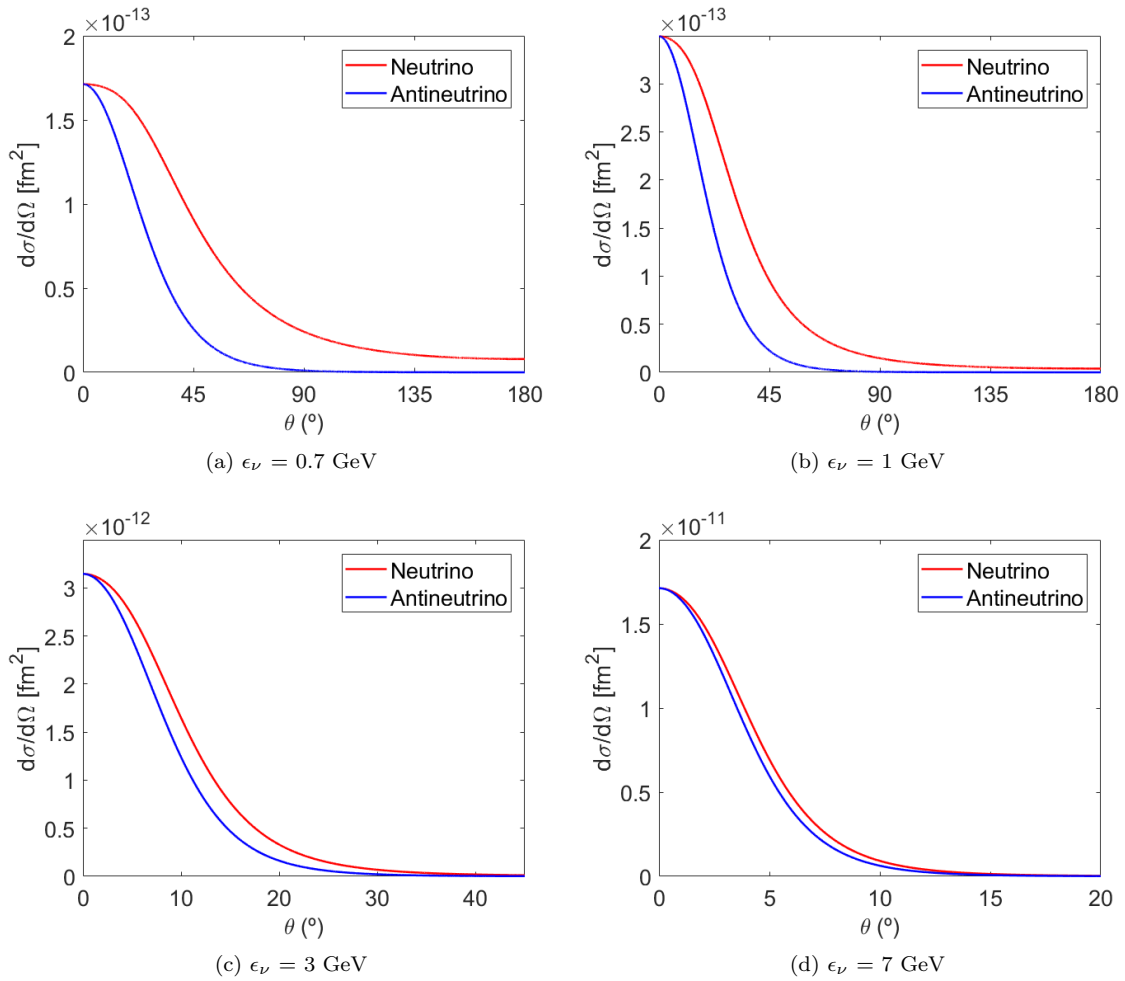 ×10⁻¹³
2
1.5
1
0.5
0
dσ/dΩ [fm²]
Neutrino
Antineutrino
0 45 90 135 180
θ (º)
(a) ϵν = 0.7 GeV
×10⁻¹³
3
2.5
2
1.5
1
0.5
0
dσ/dΩ [fm²]
Neutrino
Antineutrino
0 45 90 135 180
θ (º)
(b) ϵν = 1 GeV
×10⁻¹²
3
2.5
2
1.5
1
0.5
0
dσ/dΩ [fm²]
Neutrino
Antineutrino
0 10 20 30 40
θ (º)
(c) ϵν = 3 GeV
×10⁻¹¹
2
1.5
1
0.5
0
dσ/dΩ [fm²]
Neutrino
Antineutrino
0 5 10 15 20
θ (º)
(d) ϵν = 7 GeV